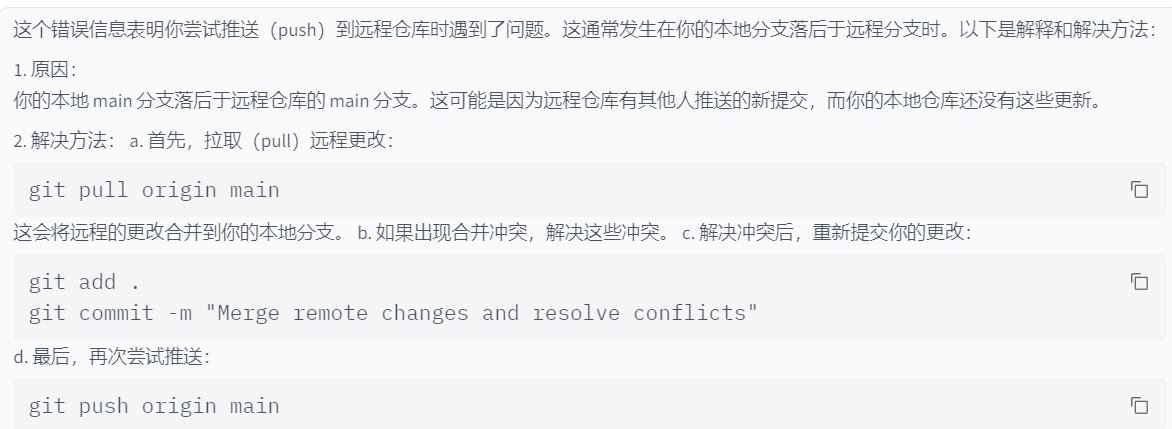 这个错误信息表明你尝试推送（push）到远程仓库时遇到了问题。这通常发生在你的本地分支落后于远程分支时。以下是解释和解决方法：
1. 原因：
你的本地 main 分支落后于远程仓库的 main 分支。这可能是因为远程仓库有其他人推送的新提交，而你的本地仓库还没有这些更新。
2. 解决方法： a. 首先，拉取（pull）远程更改：
git pull origin main
这会将远程的更改合并到你的本地分支。 b. 如果出现合并冲突，解决这些冲突。 c. 解决冲突后，重新提交你的更改：
git add .
git commit -m "Merge remote changes and resolve conflicts"
d. 最后，再次尝试推送：
git push origin main